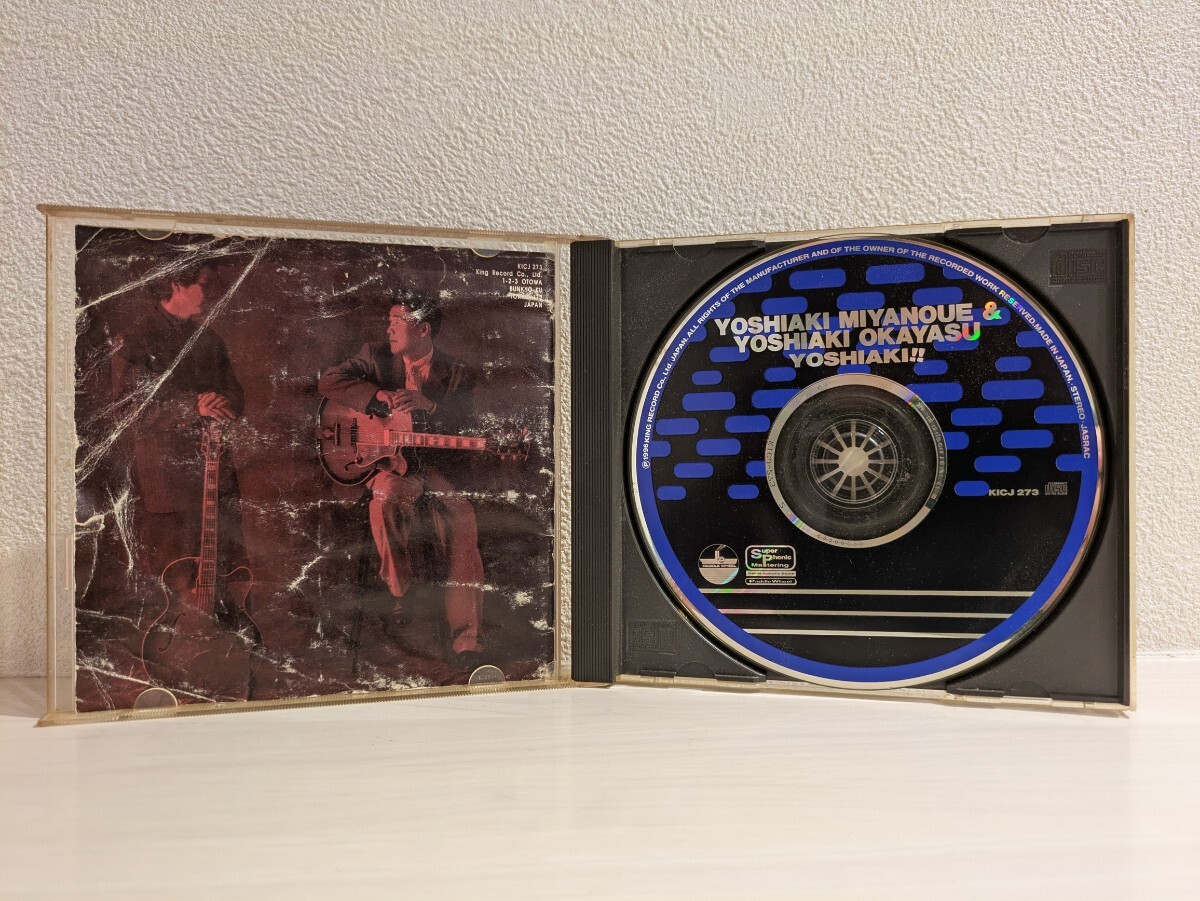 KICJ 273
King Record Co., Ltd.
1-2-3 OTOWA
BUNKYO-KU
JAPAN
ALL RIGHTS OF THE MANUFACTURER AND OF THE OWNER OF THE RECORDED WORK RESERVED. MADE IN JAPAN. STEREO. JASRAC
Ⓟ1996 KING RECORD CO., Ltd. JAPAN.
YOSHIAKI MIYANOUE &
YOSHIAKI OKAYASU
YOSHIAKI!!
KICJ 273
Super
Phonic
Mastering
Paddle Wheel